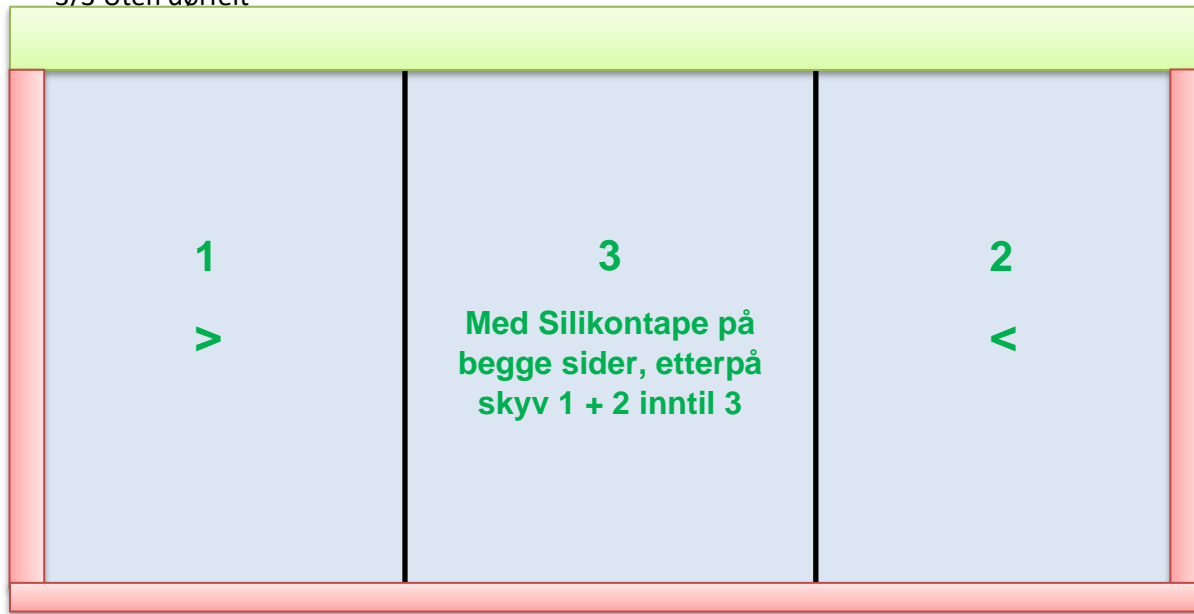 1
>
3
Med Silikontape på
begge sider, etterpå
skyv 1 + 2 inntil 3
2
<